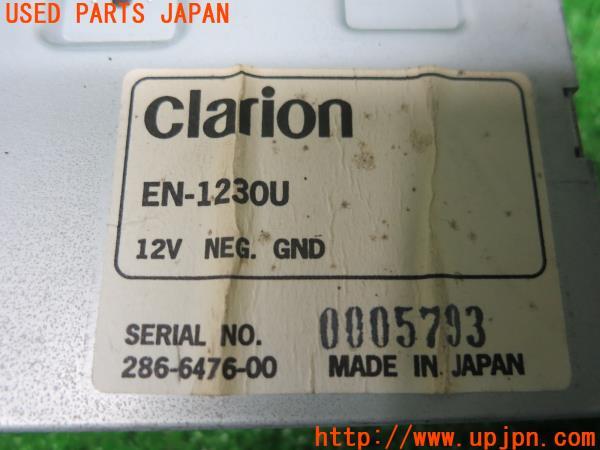 USED PARTS JAPAN
clarion
EN-1230U
12V NEG. GND
SERIAL NO. 0005793
286-6476-00 MADE IN JAPAN
www.upjpn.com